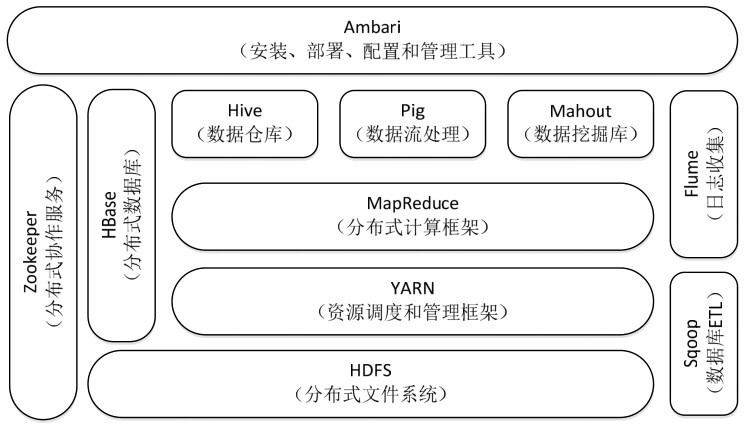 Ambari
（安装、部署、配置和管理工具）
Zookeeper
（分布式协作服务）
HBase
（分布式数据库）
Hive
（数据仓库）
Pig
（数据流处理）
Mahout
（数据挖掘库）
Flume
（日志收集）
MapReduce
（分布式计算框架）
YARN
（资源调度和管理框架）
Sqoop
（数据库ETL）
HDFS
（分布式文件系统）